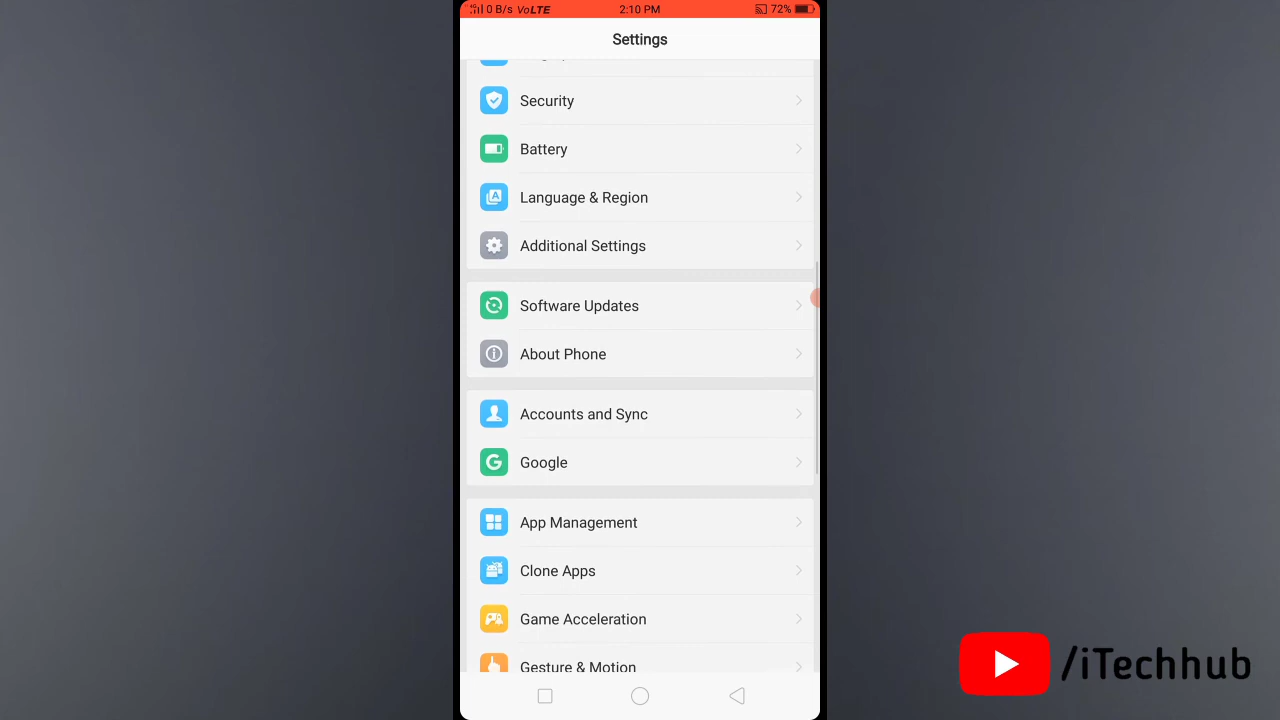 4G 0 B/s VoLTE 2:10 PM 72%
Settings
Security
Battery
Language & Region
Additional Settings
Software Updates
About Phone
Accounts and Sync
Google
App Management
Clone Apps
Game Acceleration
Gesture & Motion
/iTechhub